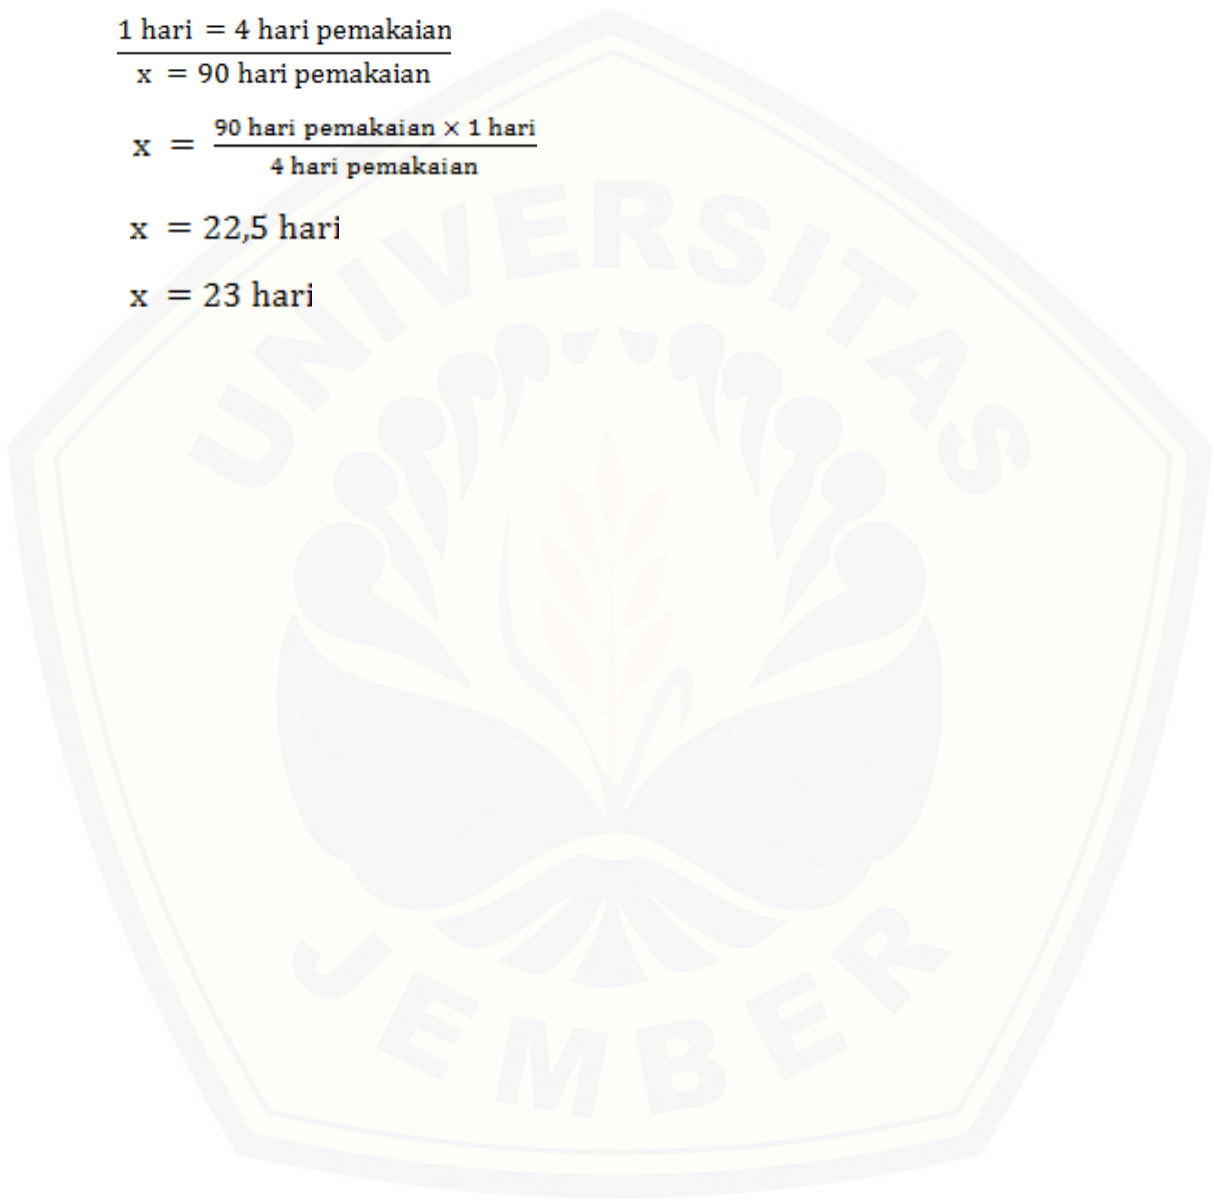 1 hari = 4 hari pemakaian
x = 90 hari pemakaian
x = 90 hari pemakaian × 1 hari / 4 hari pemakaian
x = 22,5 hari
x = 23 hari
UNIVERSITAS
JEMBER